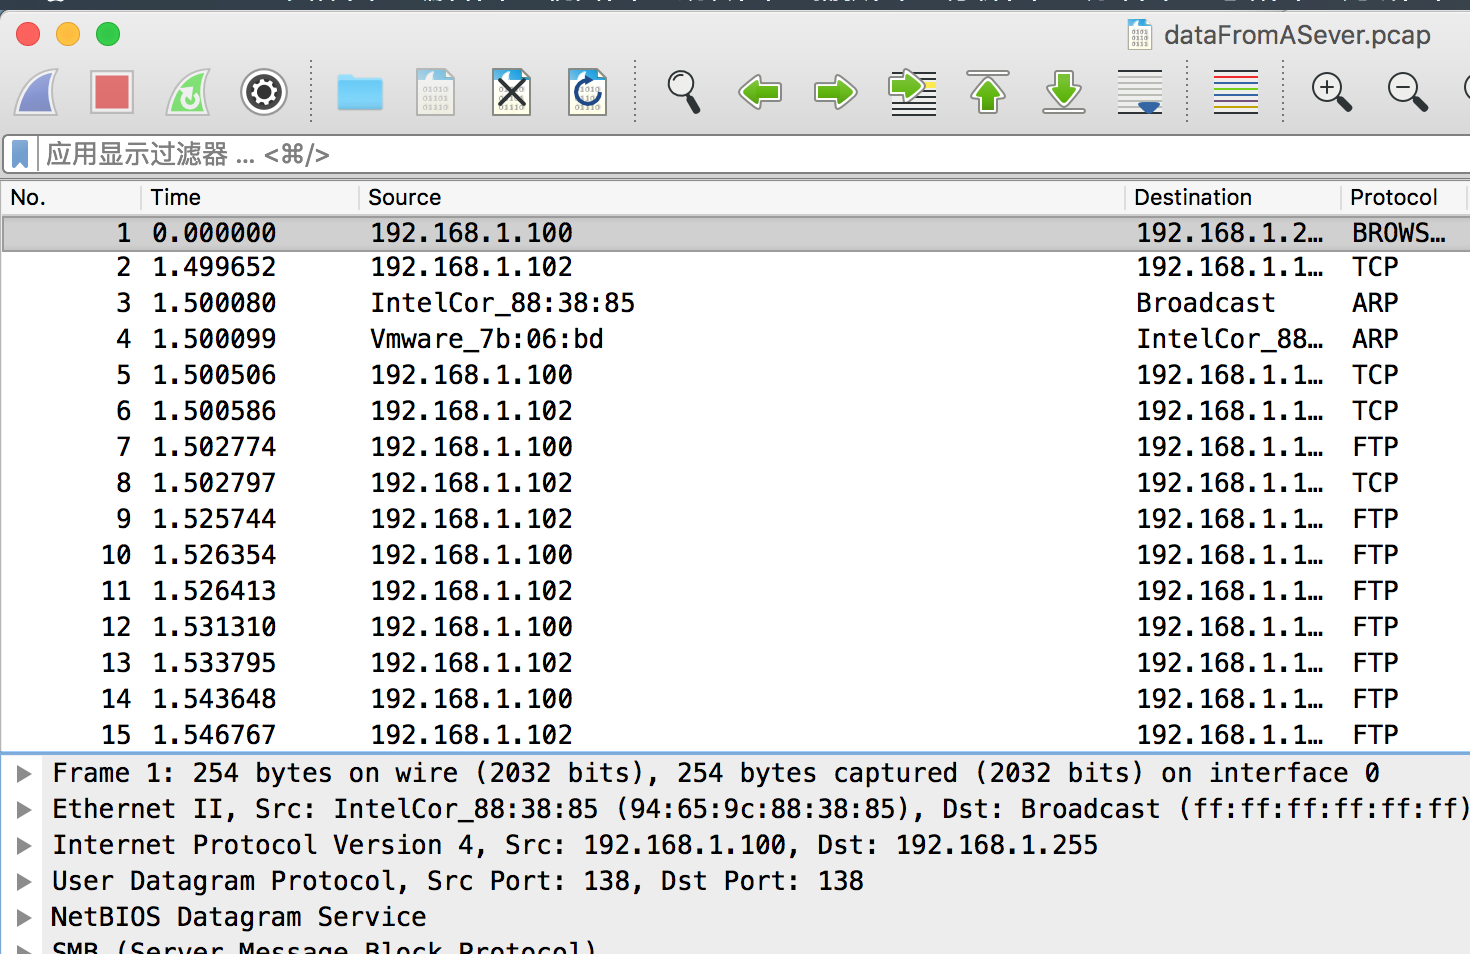 dataFromASever.pcap
应用显示过滤器 ... <⌘/>
No. Time Source Destination Protocol
1 0.000000 192.168.1.100 192.168.1.2… BROWS…
2 1.499652 192.168.1.102 192.168.1.1… TCP
3 1.500080 IntelCor_88:38:85 Broadcast ARP
4 1.500099 Vmware_7b:06:bd IntelCor_88… ARP
5 1.500506 192.168.1.100 192.168.1.1… TCP
6 1.500586 192.168.1.102 192.168.1.1… TCP
7 1.502774 192.168.1.100 192.168.1.1… FTP
8 1.502797 192.168.1.102 192.168.1.1… TCP
9 1.525744 192.168.1.102 192.168.1.1… FTP
10 1.526354 192.168.1.100 192.168.1.1… FTP
11 1.526413 192.168.1.102 192.168.1.1… FTP
12 1.531310 192.168.1.100 192.168.1.1… FTP
13 1.533795 192.168.1.102 192.168.1.1… FTP
14 1.543648 192.168.1.100 192.168.1.1… FTP
15 1.546767 192.168.1.102 192.168.1.1… FTP
Frame 1: 254 bytes on wire (2032 bits), 254 bytes captured (2032 bits) on interface 0
Ethernet II, Src: IntelCor_88:38:85 (94:65:9c:88:38:85), Dst: Broadcast (ff:ff:ff:ff:ff:ff)
Internet Protocol Version 4, Src: 192.168.1.100, Dst: 192.168.1.255
User Datagram Protocol, Src Port: 138, Dst Port: 138
NetBIOS Datagram Service
SMB (Server Message Block Protocol)